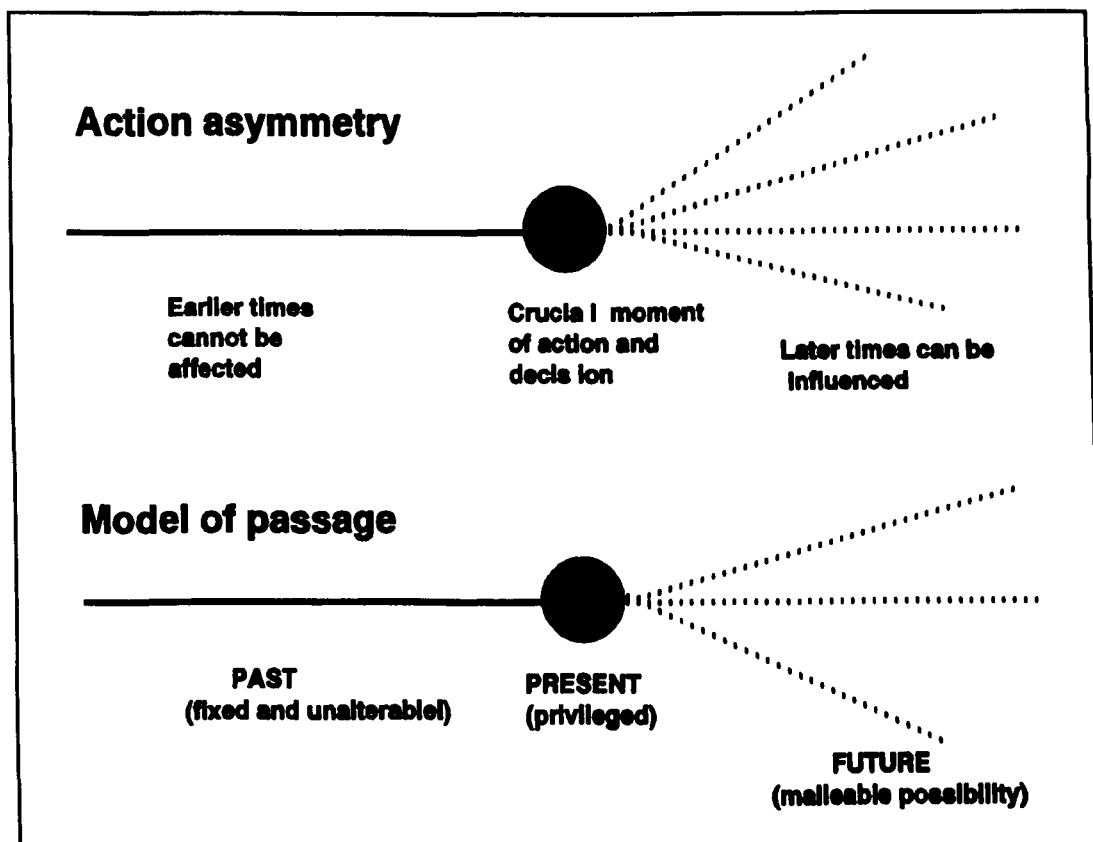 Action asymmetry
Earlier times
cannot be
affected
Crucia l moment
of action and
decis ion
Later times can be
influenced
Model of passage
PAST
(fixed and unalterablel)
PRESENT
(privileged)
FUTURE
(malleable possibility)